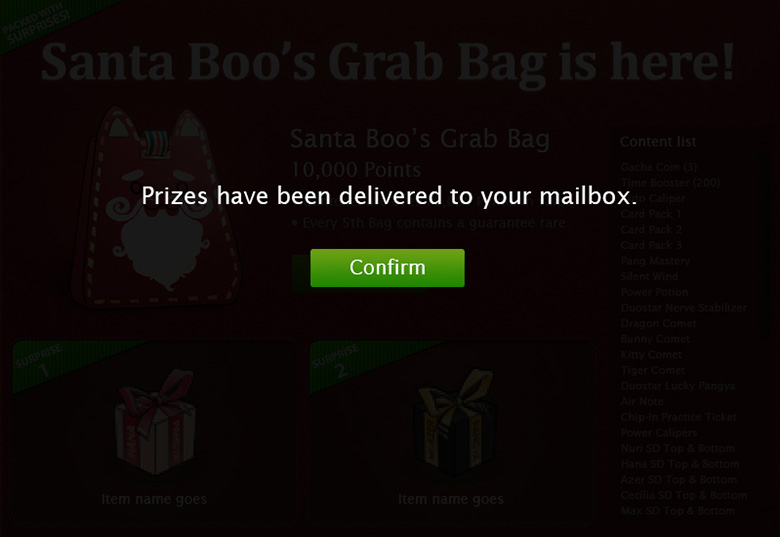 PACKED WITH
SURPRISES!
Santa Boo's Grab Bag is here!
Santa Boo's Grab Bag
10,000 Points
Prizes have been delivered to your mailbox.
• Every 5th Bag contains a guarantee rare.
Confirm
Content list
Gacha Coin (3)
Time Booster (200)
Caliper
Card Pack 1
Card Pack 2
Card Pack 3
Pang Mastery
Silent Wind
Power Potion
Duostar Nerve Stabilizer
Dragon Comet
Bunny Comet
Kitty Comet
Tiger Comet
Duostar Lucky Pangya
Air Note
Chip-in Practice Ticket
Power Calipers
Nuri SD Top & Bottom
Hana SD Top & Bottom
Azer SD Top & Bottom
Cecilia SD Top & Bottom
Max SD Top & Bottom
SURPRISE
1
Item name goes
SURPRISE
2
Item name goes